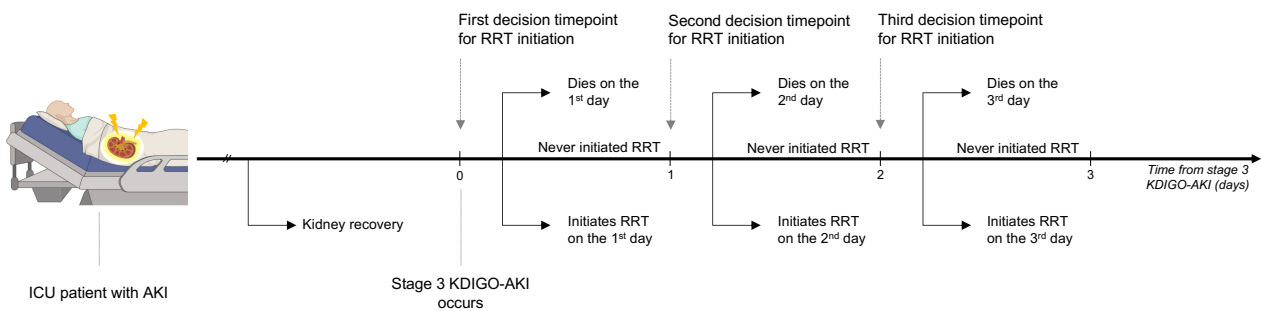 First decision timepoint
for RRT initiation
Second decision timepoint
for RRT initiation
Third decision timepoint
for RRT initiation
Dies on the
1st day
Dies on the
2nd day
Dies on the
3rd day
Never initiated RRT
Never initiated RRT
Never initiated RRT
0
1
2
3
Time from stage 3
KDIGO-AKI (days)
Kidney recovery
Initiates RRT
on the 1st day
Initiates RRT
on the 2nd day
Initiates RRT
on the 3rd day
ICU patient with AKI
Stage 3 KDIGO-AKI
occurs